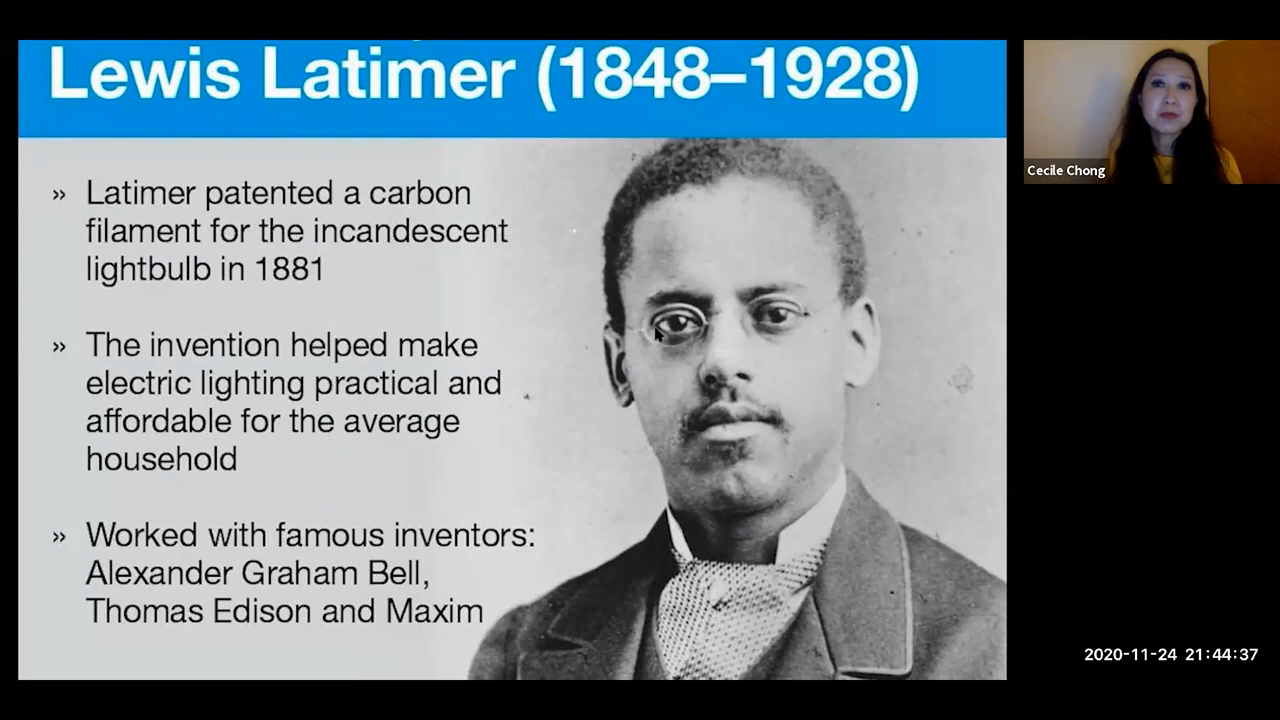 Lewis Latimer (1848–1928)
» Latimer patented a carbon
filament for the incandescent
lightbulb in 1881
» The invention helped make
electric lighting practical and
affordable for the average
household
» Worked with famous inventors:
Alexander Graham Bell,
Thomas Edison and Maxim
Cecile Chong
2020-11-24 21:44:37